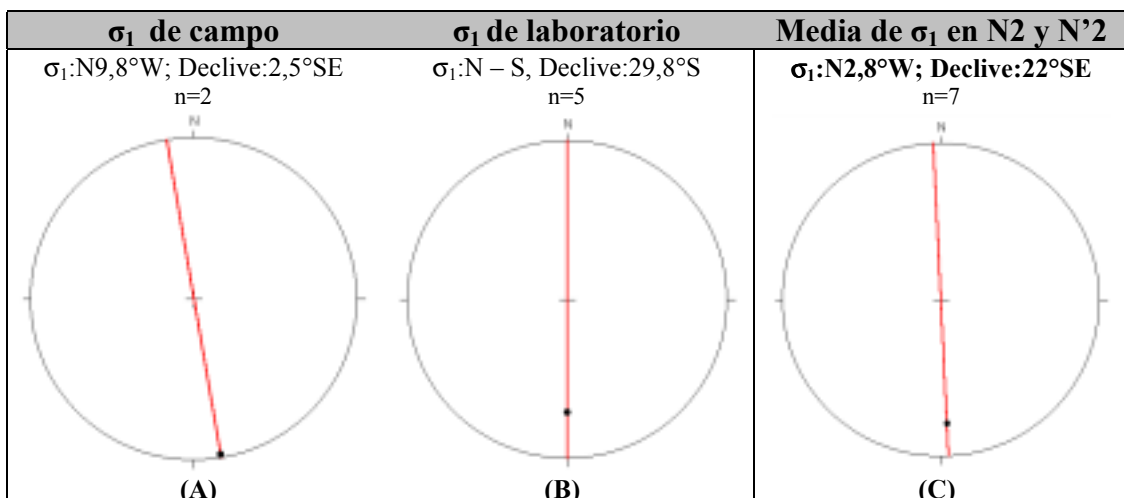 σ₁ de campo
σ₁:N9,8°W; Declive:2,5°SE
n=2
N
(A)
σ₁ de laboratorio
σ₁:N – S, Declive:29,8°S
n=5
N
(B)
Media de σ₁ en N2 y N’2
σ₁:N2,8°W; Declive:22°SE
n=7
N
(C)